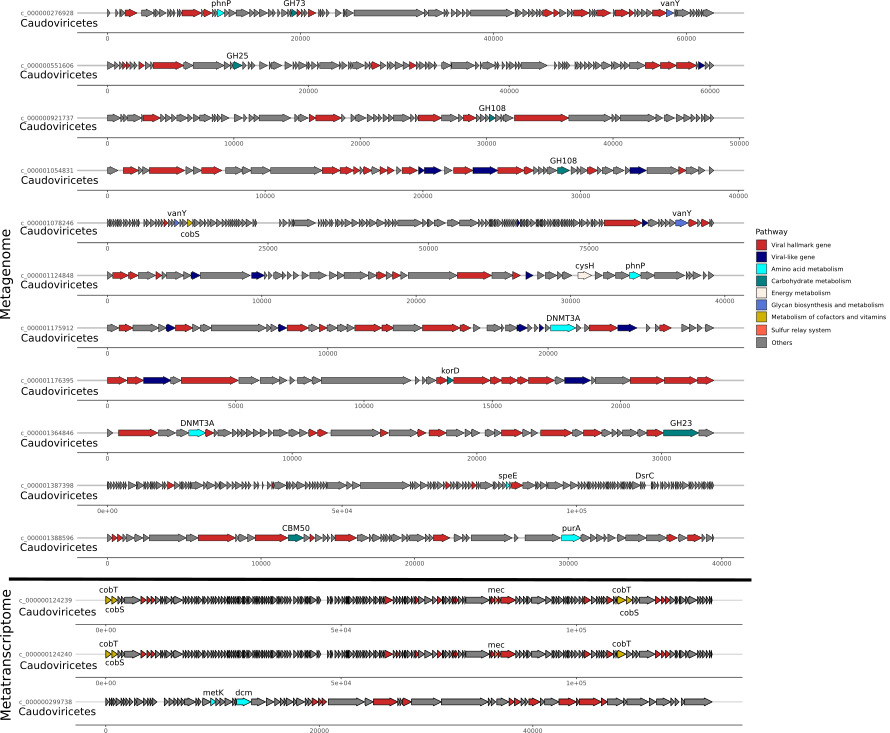 phnP GH73 vanY
c_000000276928
Caudoviricetes
0 20000 40000 60000
GH25
c_000000551606
Caudoviricetes
0 20000 40000 60000
GH108
c_000000921737
Caudoviricetes
0 10000 20000 30000 40000 50000
GH108
c_000001054831
Caudoviricetes
0 10000 20000 30000 40000
vanY vanY
c_000001078246
Caudoviricetes
cobS
0 25000 50000 75000
Metagenome
cysH phnP
c_000001124848
Caudoviricetes
0 10000 20000 30000 40000
DNMT3A
c_000001175912
Caudoviricetes
0 10000 20000
korD
c_000001176395
Caudoviricetes
0 5000 10000 15000 20000
DNMT3A GH23
c_000001364846
Caudoviricetes
0 10000 20000 30000
speE DsrC
c_000001387398
Caudoviricetes
0e+00 5e+04 1e+05
CBM50 purA
c_000001388596
Caudoviricetes
0 10000 20000 30000 40000
Pathway
Viral hallmark gene
Viral-like gene
Amino acid metabolism
Carbohydrate metabolism
Energy metabolism
Glycan biosynthesis and metabolism
Metabolism of cofactors and vitamins
Sulfur relay system
Others
Metatranscriptome
cobT mec cobT
c_000000124239
Caudoviricetes
cobS cobS
0e+00 5e+04 1e+05
cobT mec cobT
c_000000124240
Caudoviricetes
cobS
0e+00 5e+04 1e+05
metK dcm
c_000000299738
Caudoviricetes
0 20000 40000